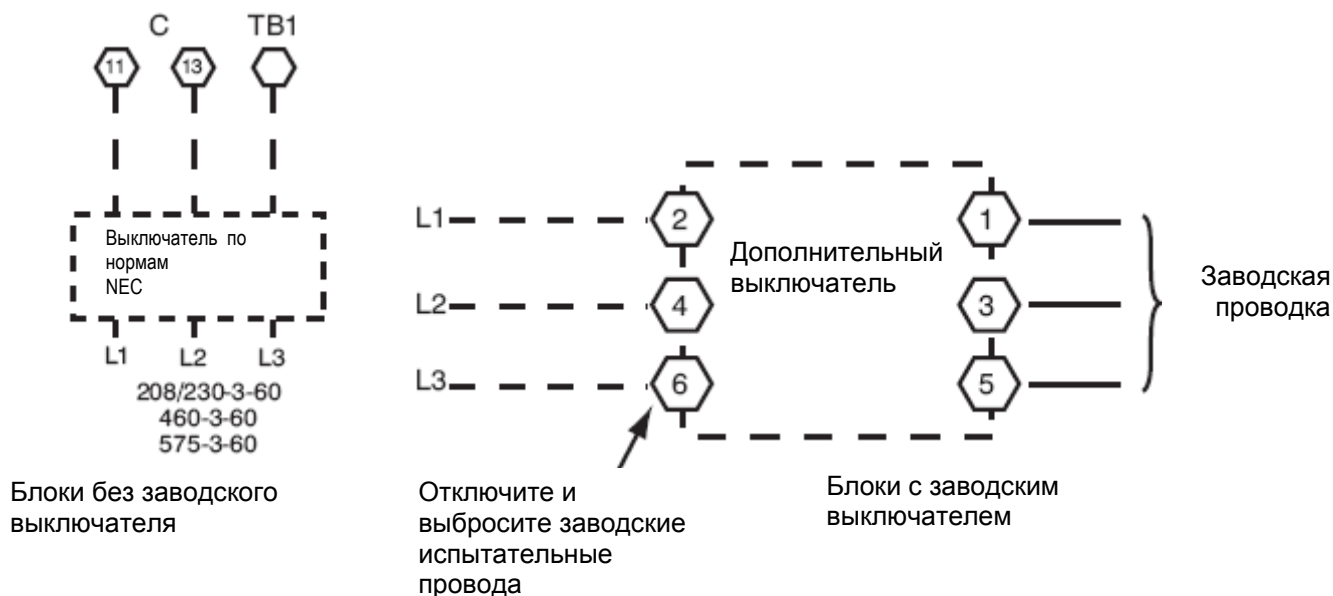 C
TB1
11
13
Выключатель по
нормам
NEC
L1
L2
L3
208/230-3-60
460-3-60
575-3-60
Блоки без заводского
выключателя
L1
2
L2
4
L3
6
Дополнительный
выключатель
1
3
5
Заводская
проводка
Отключите и
выбросите заводские
испытательные
провода
Блоки с заводским
выключателем